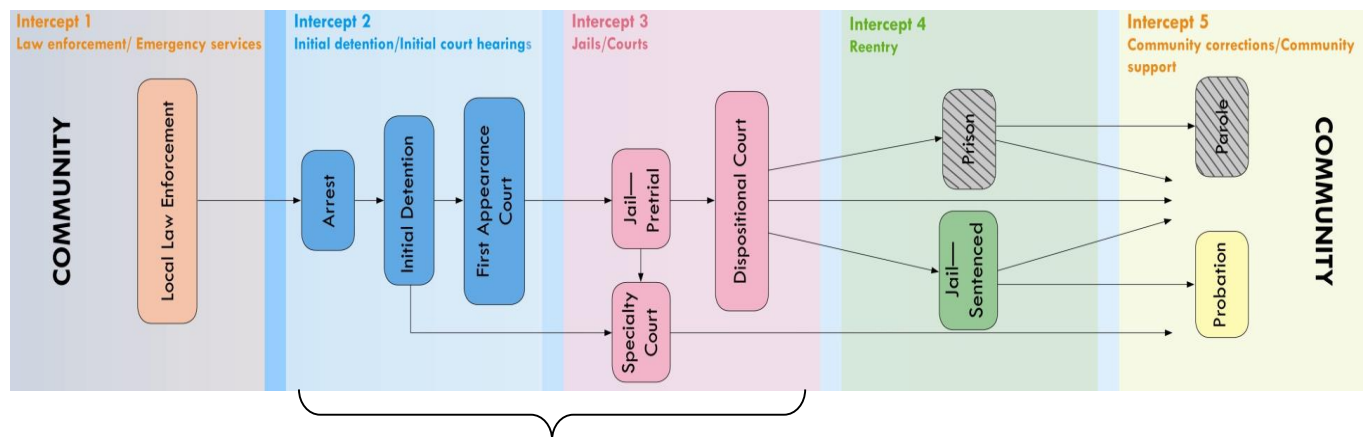 Intercept 1
Law enforcement/ Emergency services
Intercept 2
Initial detention/Initial court hearings
Intercept 3
Jails/Courts
Intercept 4
Reentry
Intercept 5
Community corrections/Community
support
COMMUNITY
Local Law Enforcement
Arrest
Initial Detention
First Appearance
Court
Jail—
Pretrial
Specialty
Court
Dispositional Court
Prison
Jail—
Sentenced
Parole
Probation
COMMUNITY